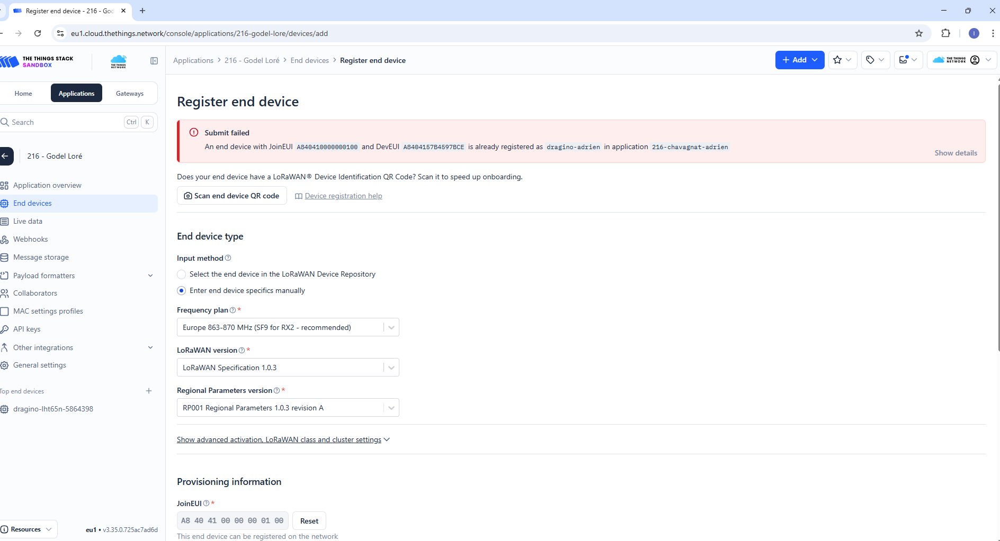 Register end device - 216 - God
eu1.cloud.thethings.network/console/applications/216-godel-lore/devices/add
I
THE THINGS STACK
SANDBOX
THE THINGS
NETWORK
Applications > 216 - Godel Loré > End devices > Register end device
Add
THE THINGS
NETWORK
Home
Applications
Gateways
Search
Ctrl
K
216 - Godel Loré
Application overview
End devices
Live data
Webhooks
Message storage
Payload formatters
Collaborators
MAC settings profiles
API keys
Other integrations
General settings
Top end devices
dragino-lht65n-5864398
Resources
eu1 • v3.35.0.725ac7ad6d
Register end device
Submit failed
An end device with JoinEUI A840410000000100 and DevEUI A8404157B4597BCE is already registered as dragino-adrien in application 216-chavagnat-adrien
Show details
Does your end device have a LoRaWAN® Device Identification QR Code? Scan it to speed up onboarding.
Scan end device QR code
Device registration help
End device type
Input method
Select the end device in the LoRaWAN Device Repository
Enter end device specifics manually
Frequency plan *
Europe 863-870 MHz (SF9 for RX2 - recommended)
LoRaWAN version *
LoRaWAN Specification 1.0.3
Regional Parameters version *
RP001 Regional Parameters 1.0.3 revision A
Show advanced activation, LoRaWAN class and cluster settings
Provisioning information
JoinEUI *
A8 40 41 00 00 00 01 00
Reset
This end device can be registered on the network